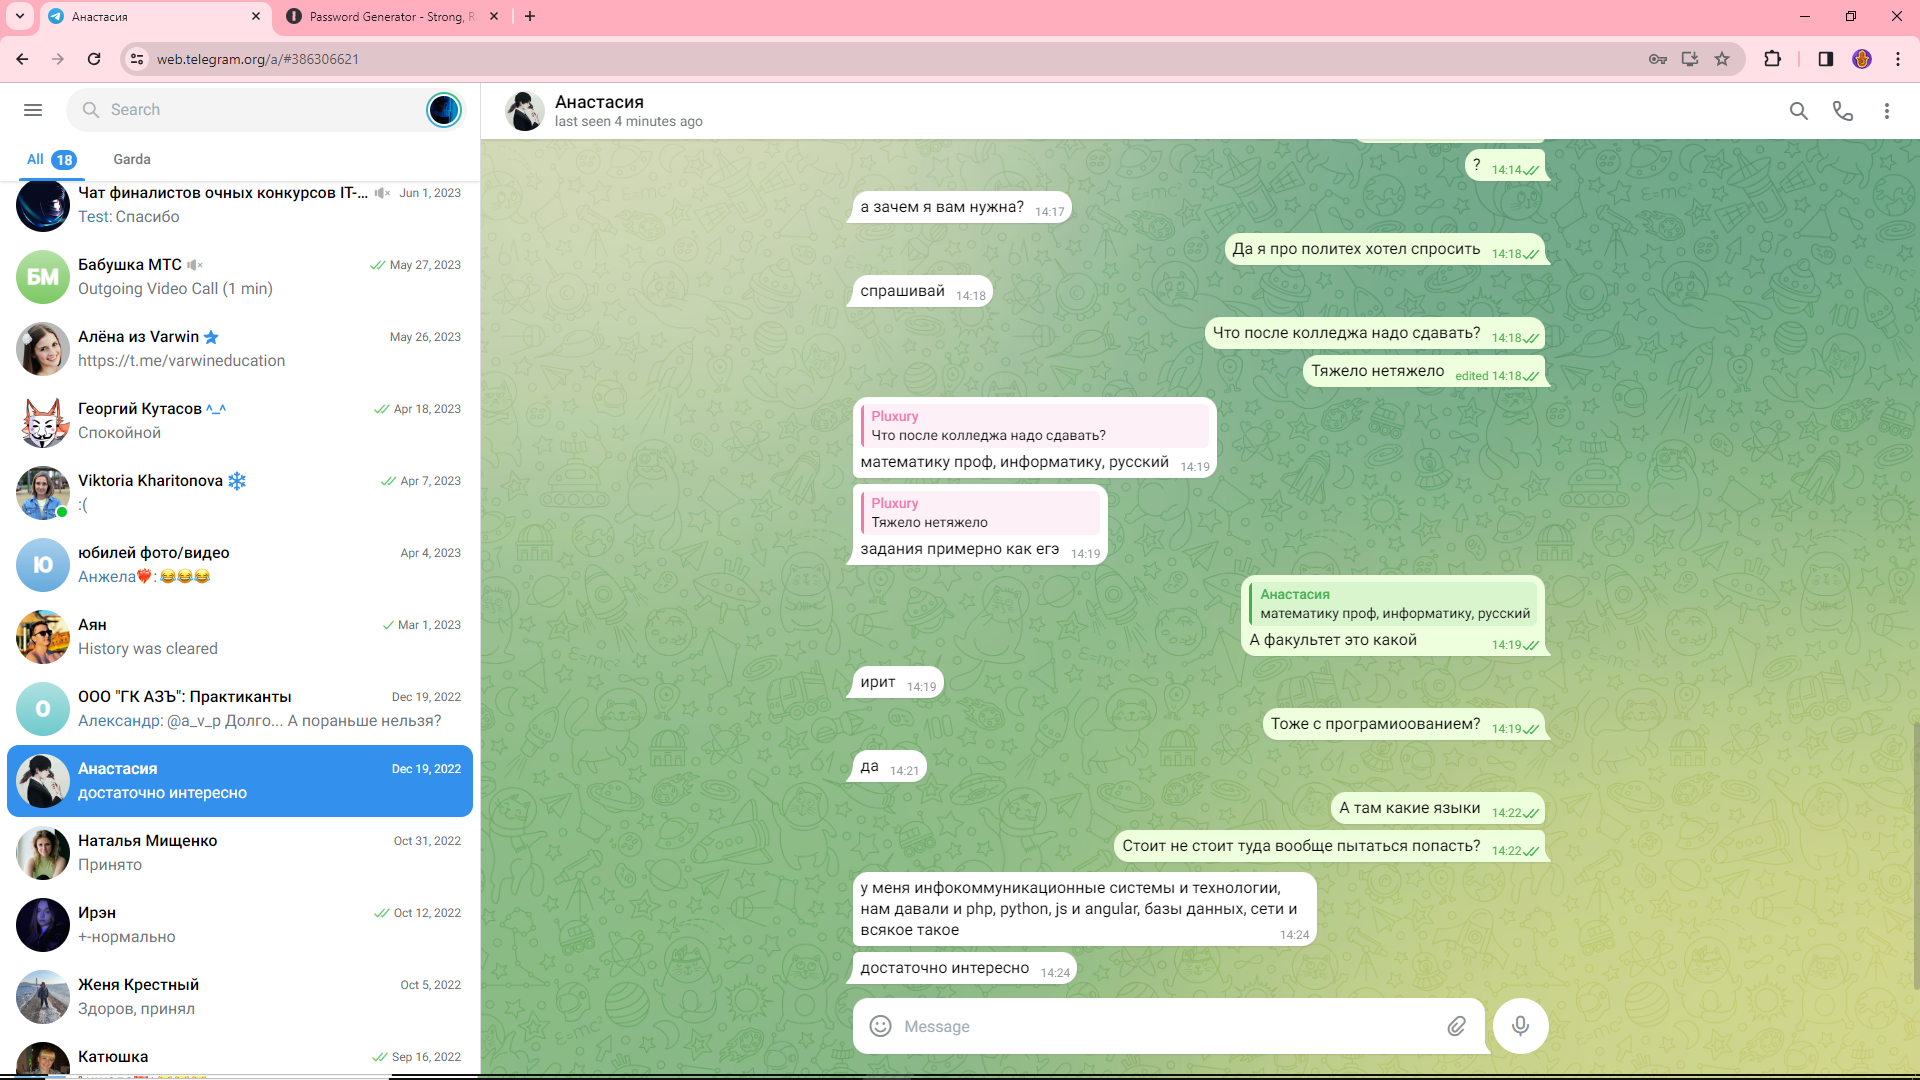 Анастасия
Password Generator - Strong, R
web.telegram.org/a/#386306621
Search
All 18
Garda
Чат финалистов очных конкурсов IT-... Jun 1, 2023
Test: Спасибо
БМ
Бабушка МТС May 27, 2023
Outgoing Video Call (1 min)
Алёна из Varwin May 26, 2023
https://t.me/varwineducation
Георгий Кутасов ^_^ Apr 18, 2023
Спокойной
Viktoria Kharitonova Apr 7, 2023
:(
Ю
юбилей фото/видео Apr 4, 2023
Анжела❤️‍🔥: 😂😂😂
Аян Mar 1, 2023
History was cleared
О
ООО "ГК АЗЪ": Практиканты Dec 19, 2022
Александр: @a_v_p Долго... А пораньше нельзя?
Анастасия Dec 19, 2022
достаточно интересно
Наталья Мищенко Oct 31, 2022
Принято
Ирэн Oct 12, 2022
+-нормально
Женя Крестный Oct 5, 2022
Здоров, принял
Катюшка Sep 16, 2022
Анастасия
last seen 4 minutes ago
? 14:14
а зачем я вам нужна? 14:17
Да я про политех хотел спросить 14:18
спрашивай 14:18
Что после колледжа надо сдавать? 14:18
Тяжело нетяжело edited 14:18
Pluxury
Что после колледжа надо сдавать?
математику проф, информатику, русский 14:19
Pluxury
Тяжело нетяжело
задания примерно как егэ 14:19
Анастасия
математику проф, информатику, русский
А факультет это какой 14:19
ирит 14:19
Тоже с програмиоованием? 14:19
да 14:21
А там какие языки 14:22
Стоит не стоит туда вообще пытаться попасть? 14:22
у меня инфокоммуникационные системы и технологии,
нам давали и php, python, js и angular, базы данных, сети и
всякое такое 14:24
достаточно интересно 14:24
Message